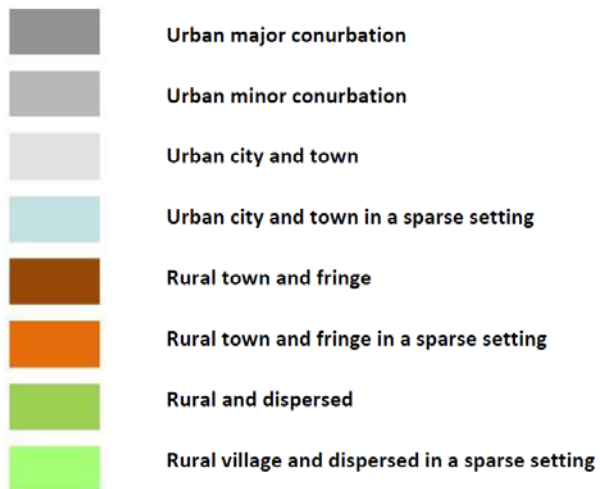 Urban major conurbation
Urban minor conurbation
Urban city and town
Urban city and town in a sparse setting
Rural town and fringe
Rural town and fringe in a sparse setting
Rural and dispersed
Rural village and dispersed in a sparse setting